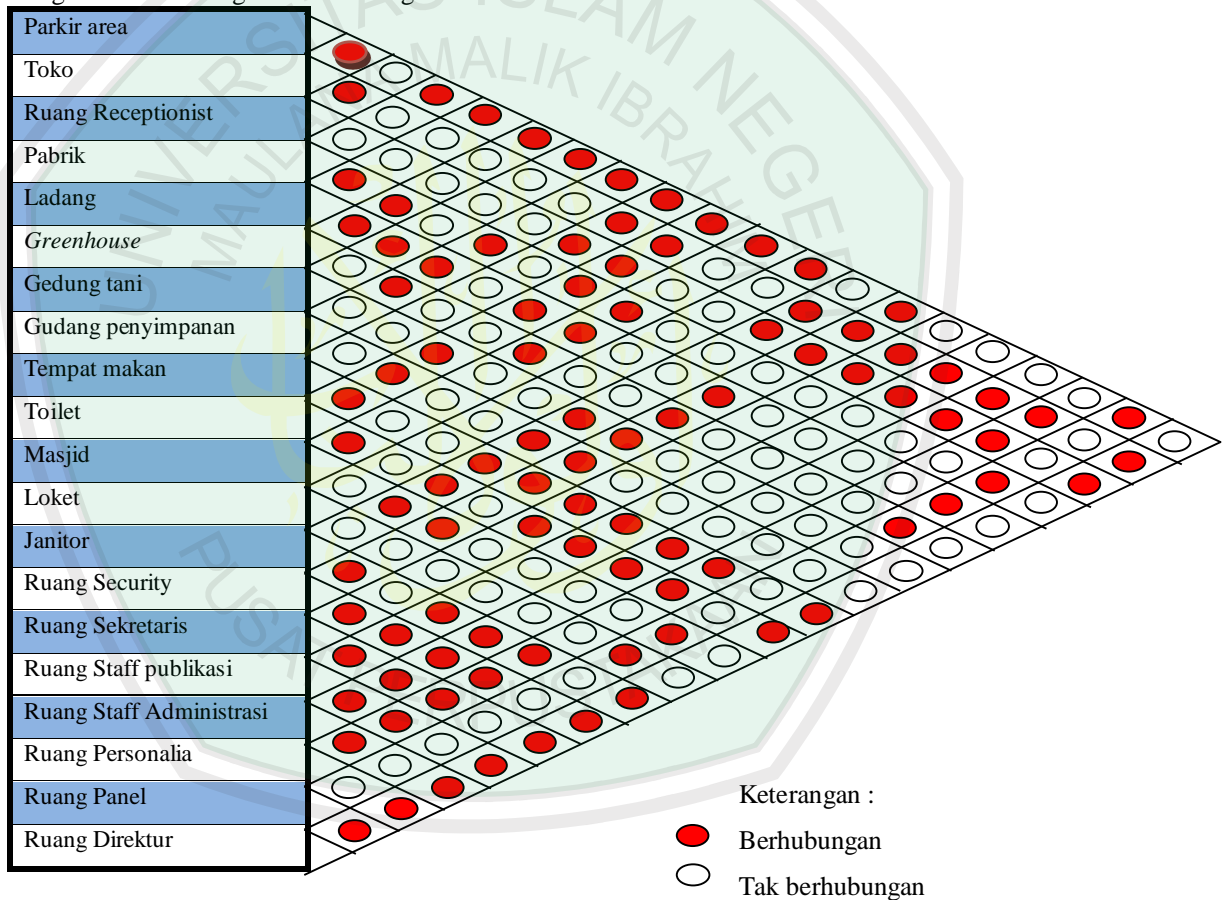 Parkir area
Toko
Ruang Receptionist
Pabrik
Ladang
Greenhouse
Gedung tani
Gudang penyimpanan
Tempat makan
Toilet
Masjid
Loket
Janitor
Ruang Security
Ruang Sekretaris
Ruang Staff publikasi
Ruang Staff Administrasi
Ruang Personalia
Ruang Panel
Ruang Direktur
Keterangan :
Berhubungan
Tak berhubungan